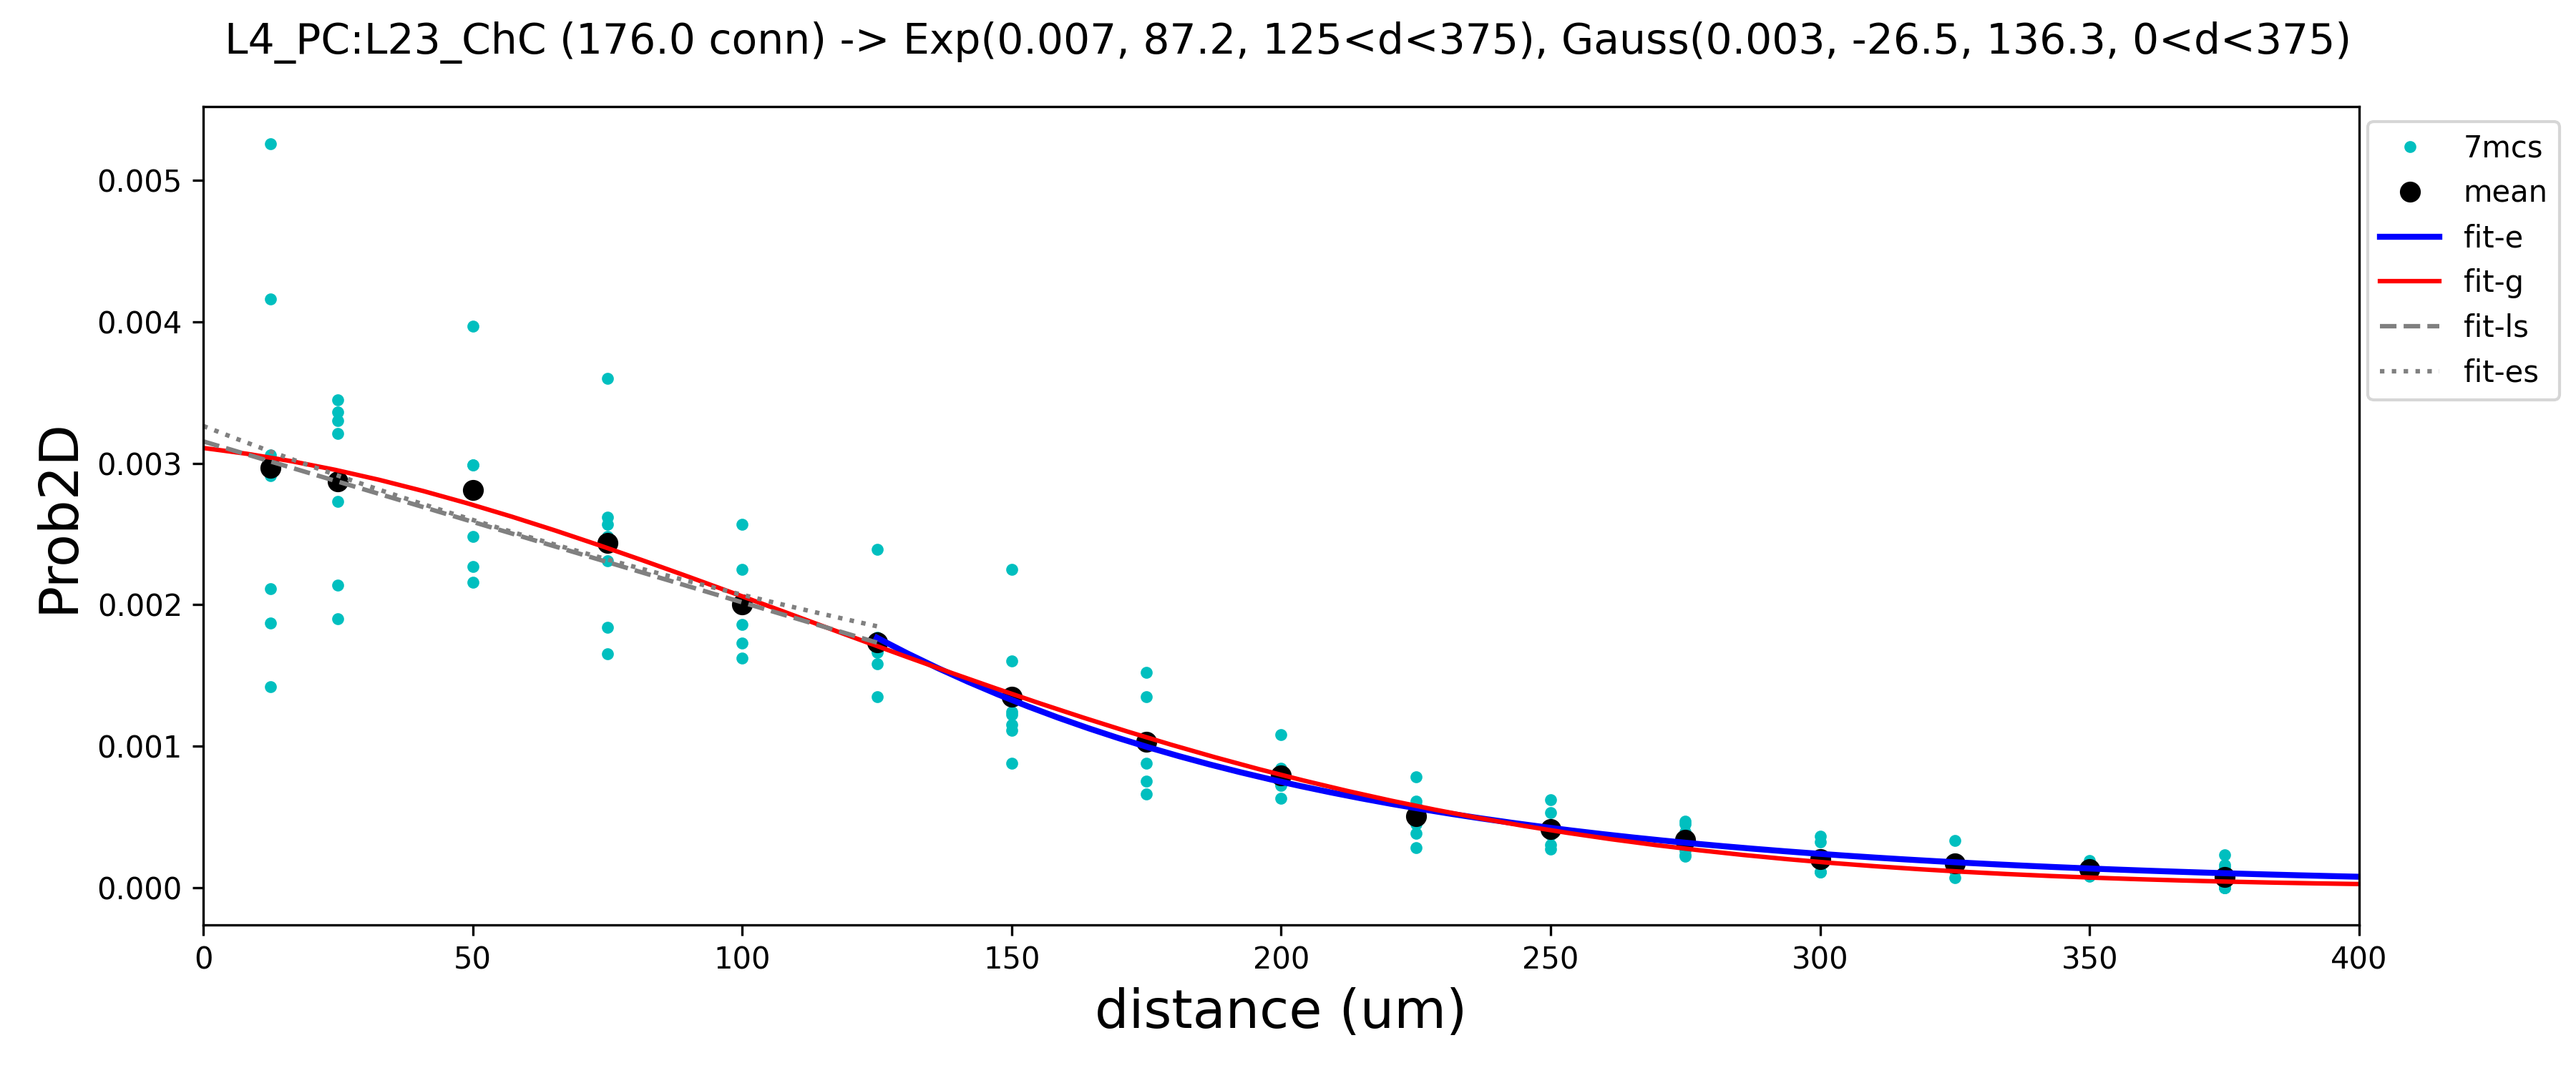 L4_PC:L23_ChC (176.0 conn) -> Exp(0.007, 87.2, 125<d<375), Gauss(0.003, -26.5, 136.3, 0<d<375)
7mcs
mean
fit-e
fit-g
fit-ls
fit-es
Prob2D
0.005
0.004
0.003
0.002
0.001
0.000
0 50 100 150 200 250 300 350 400
distance (um)